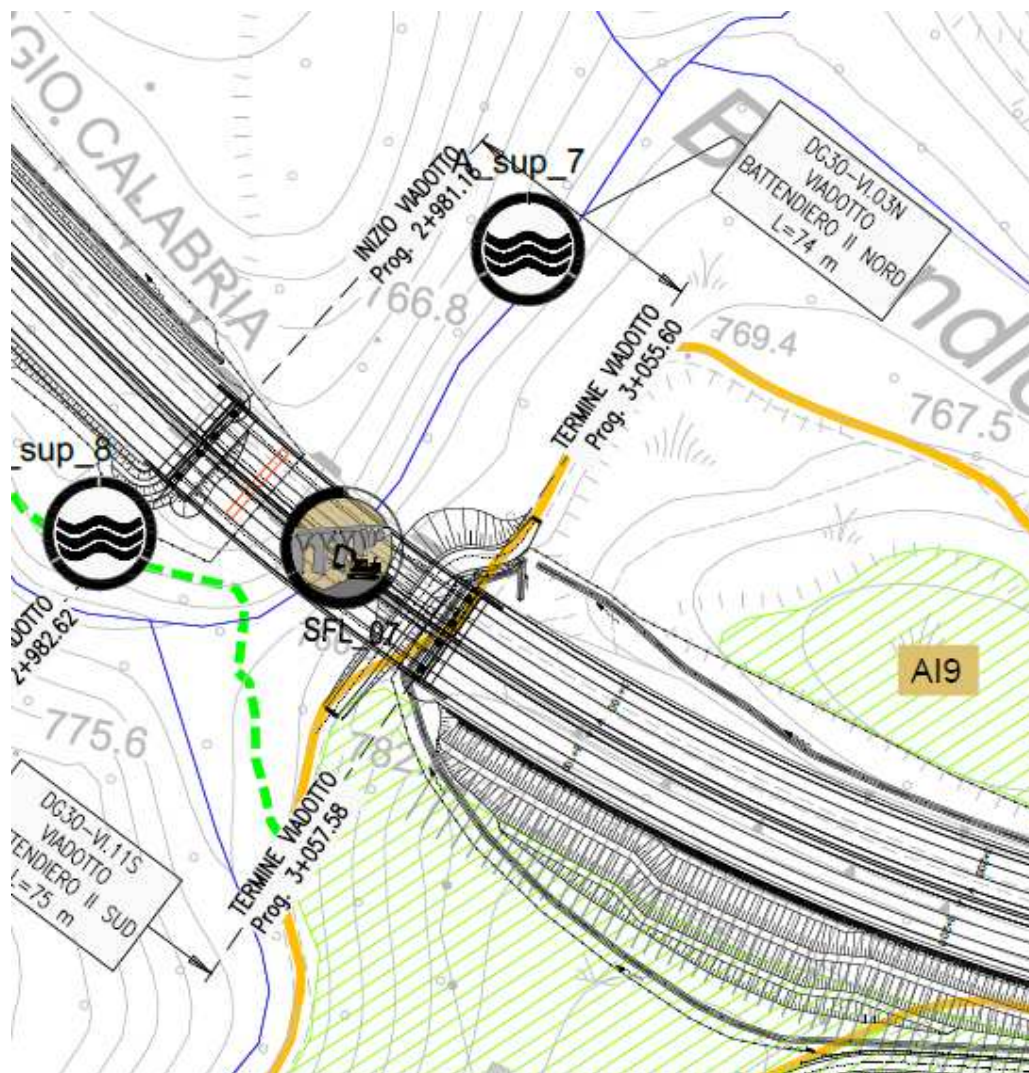 GGIO CALABRIA
INIZIO VIADOTTO
Prog. 2+981.16
A_sup_7
DG30-VI.03N
VIADOTTO
BATTENDIERO II NORD
L=74 m
766.8
TERMINE VIADOTTO
Prog. 3+055.60
769.4
767.5
_sup_8
DOTTO
2+982.62
SFL_07
AI9
775.6
782
TERMINE VIADOTTO
Prog. 3+057.58
DG30-VI.11S
VIADOTTO
TENDIERO II SUD
L=75 m